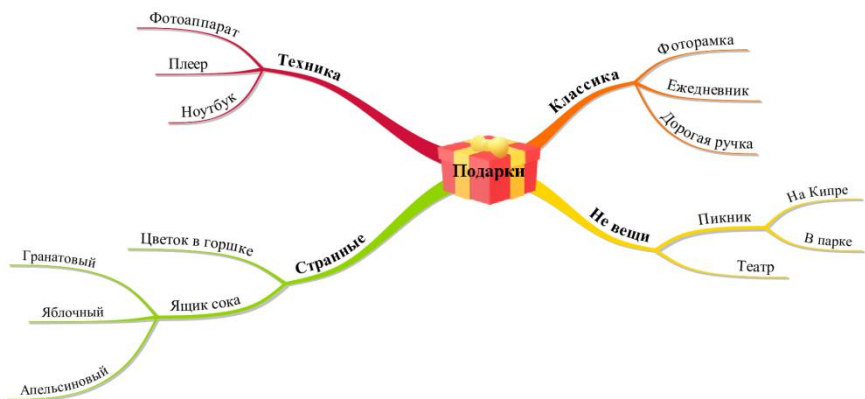 Фотоаппарат
Плеер
Ноутбук
Техника
Классика
Фоторамка
Ежедневник
Дорогая ручка
Подарки
Странные
Цветок в горшке
Ящик сока
Гранатовый
Яблочный
Апельсиновый
Не вещи
Пикник
На Кипре
В парке
Театр